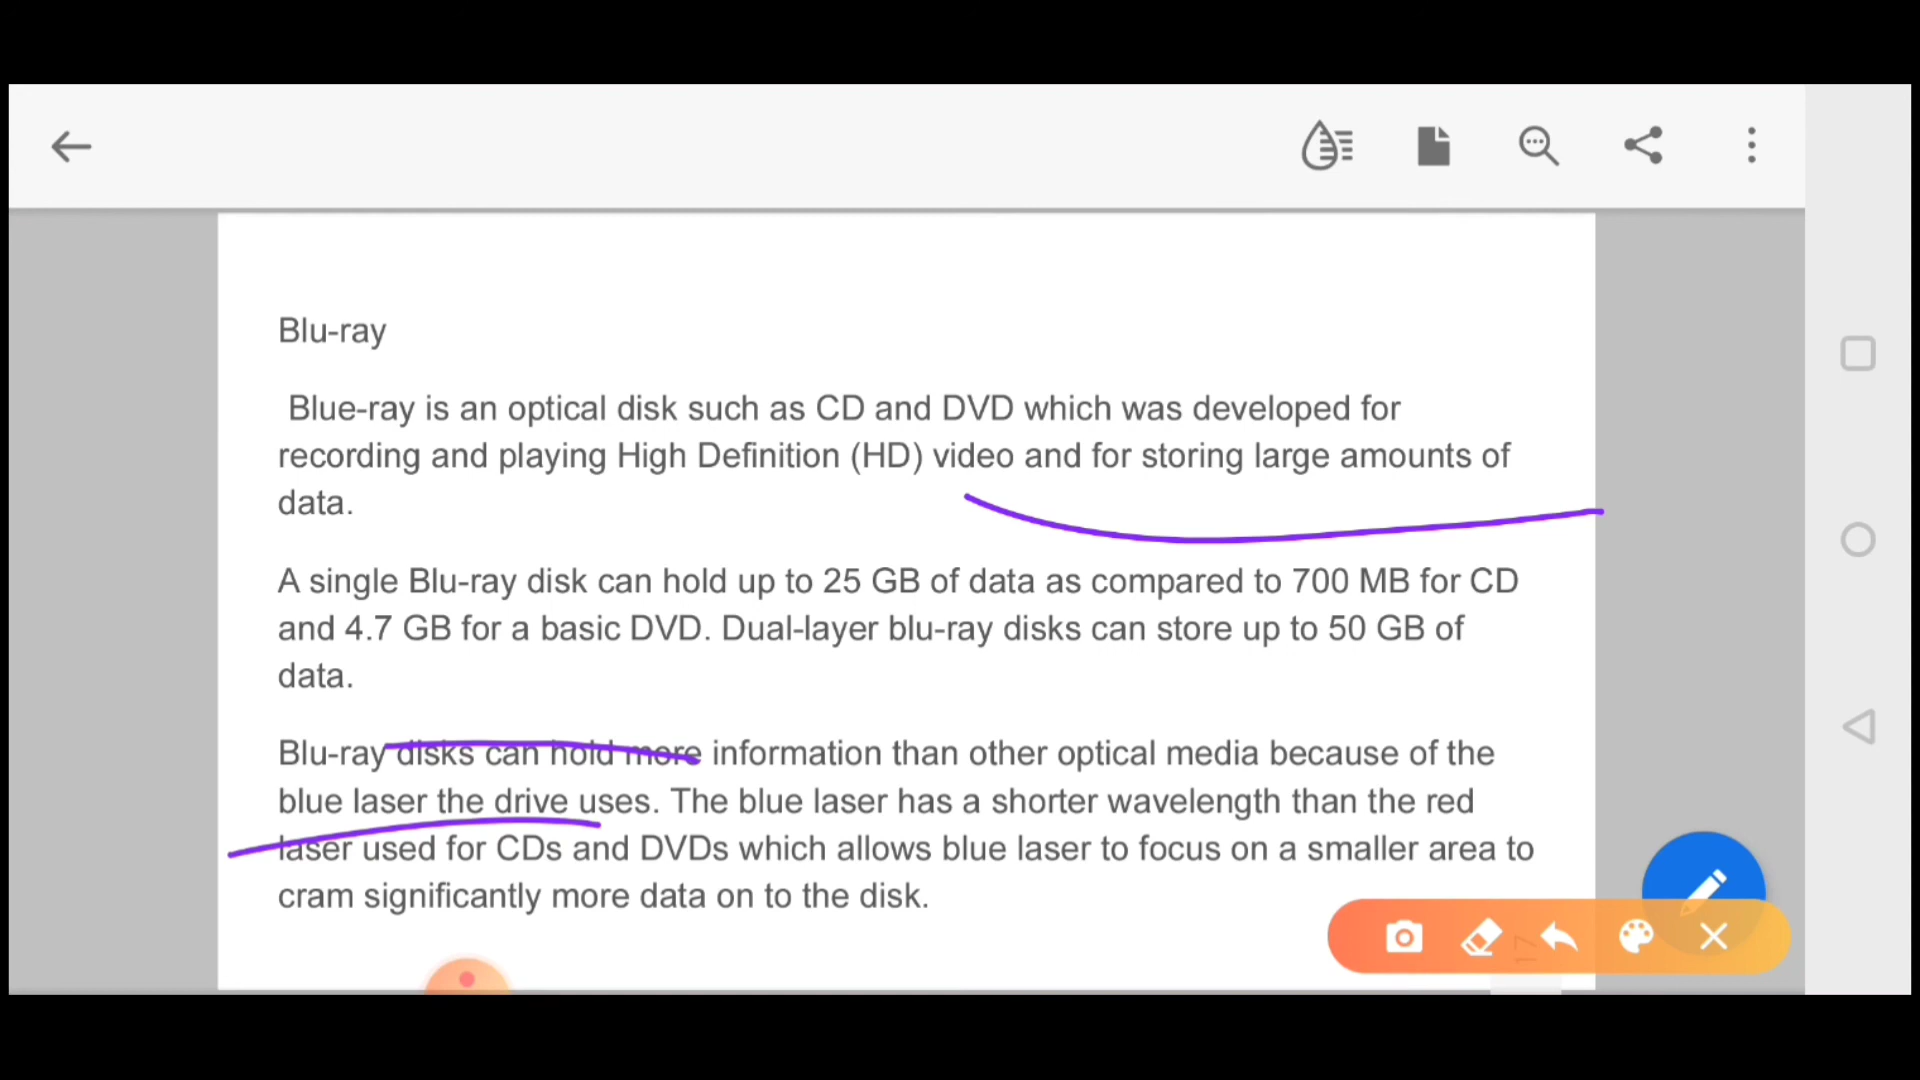 Blu-ray
Blue-ray is an optical disk such as CD and DVD which was developed for
recording and playing High Definition (HD) video and for storing large amounts of
data.
A single Blu-ray disk can hold up to 25 GB of data as compared to 700 MB for CD
and 4.7 GB for a basic DVD. Dual-layer blu-ray disks can store up to 50 GB of
data.
Blu-ray disks can hold more information than other optical media because of the
blue laser the drive uses. The blue laser has a shorter wavelength than the red
laser used for CDs and DVDs which allows blue laser to focus on a smaller area to
cram significantly more data on to the disk.